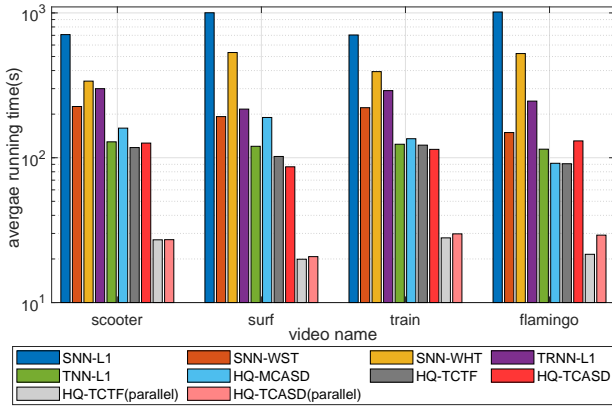 10³
10²
10¹
avergae running time(s)
scooter surf train flamingo
video name
SNN-L1 SNN-WST SNN-WHT TRNN-L1
TNN-L1 HQ-MCASD HQ-TCTF HQ-TCASD
HQ-TCTF(parallel) HQ-TCASD(parallel)